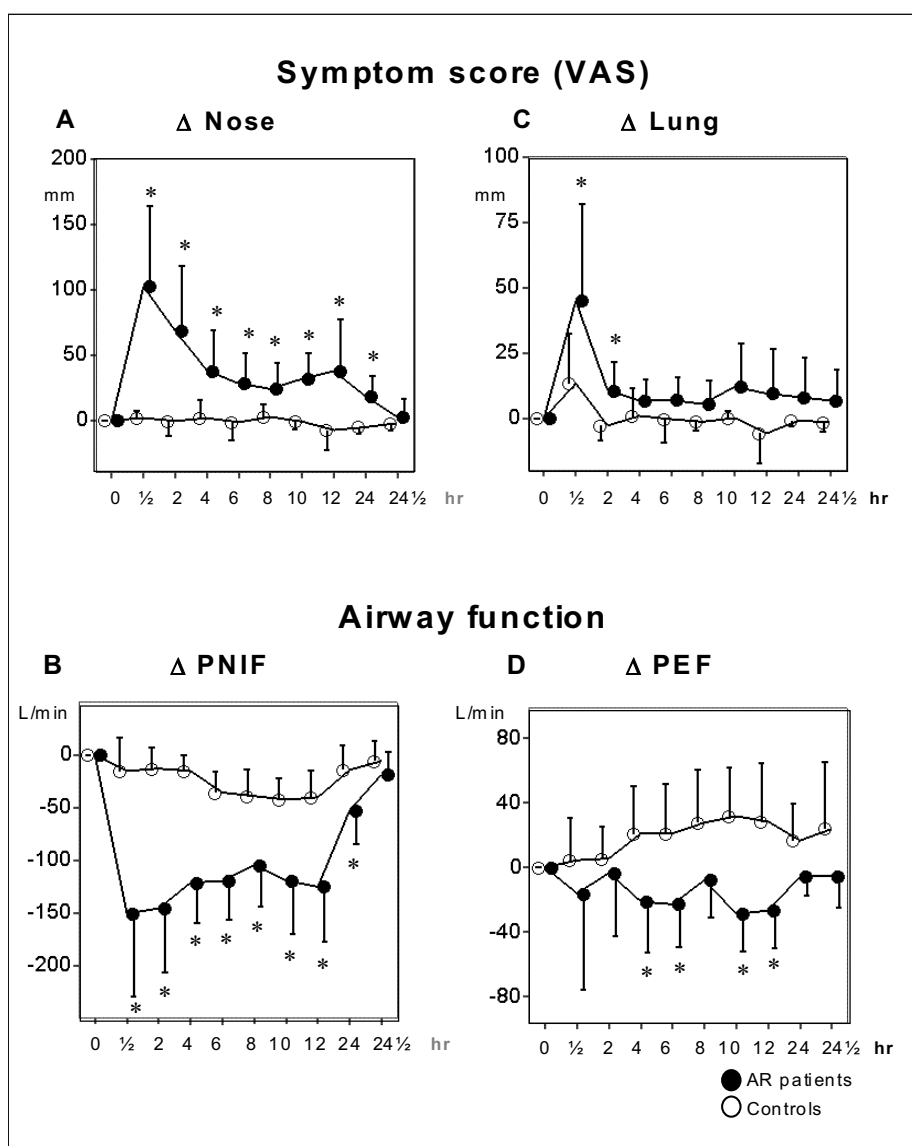 Symptom score (VAS)
A Δ Nose
200
mm
150
100
50
0
* * * * * * * *
0 ½ 2 4 6 8 10 12 24 24½ hr
C Δ Lung
100
mm
75
50
25
0
* *
0 ½ 2 4 6 8 10 12 24 24½ hr
Airway function
B Δ PNIF
L/min
0
-50
-100
-150
-200
* * * * * * * *
0 ½ 2 4 6 8 10 12 24 24½ hr
D Δ PEF
L/min
80
40
0
-40
-80
* * * *
0 ½ 2 4 6 8 10 12 24 24½ hr
AR patients
Controls